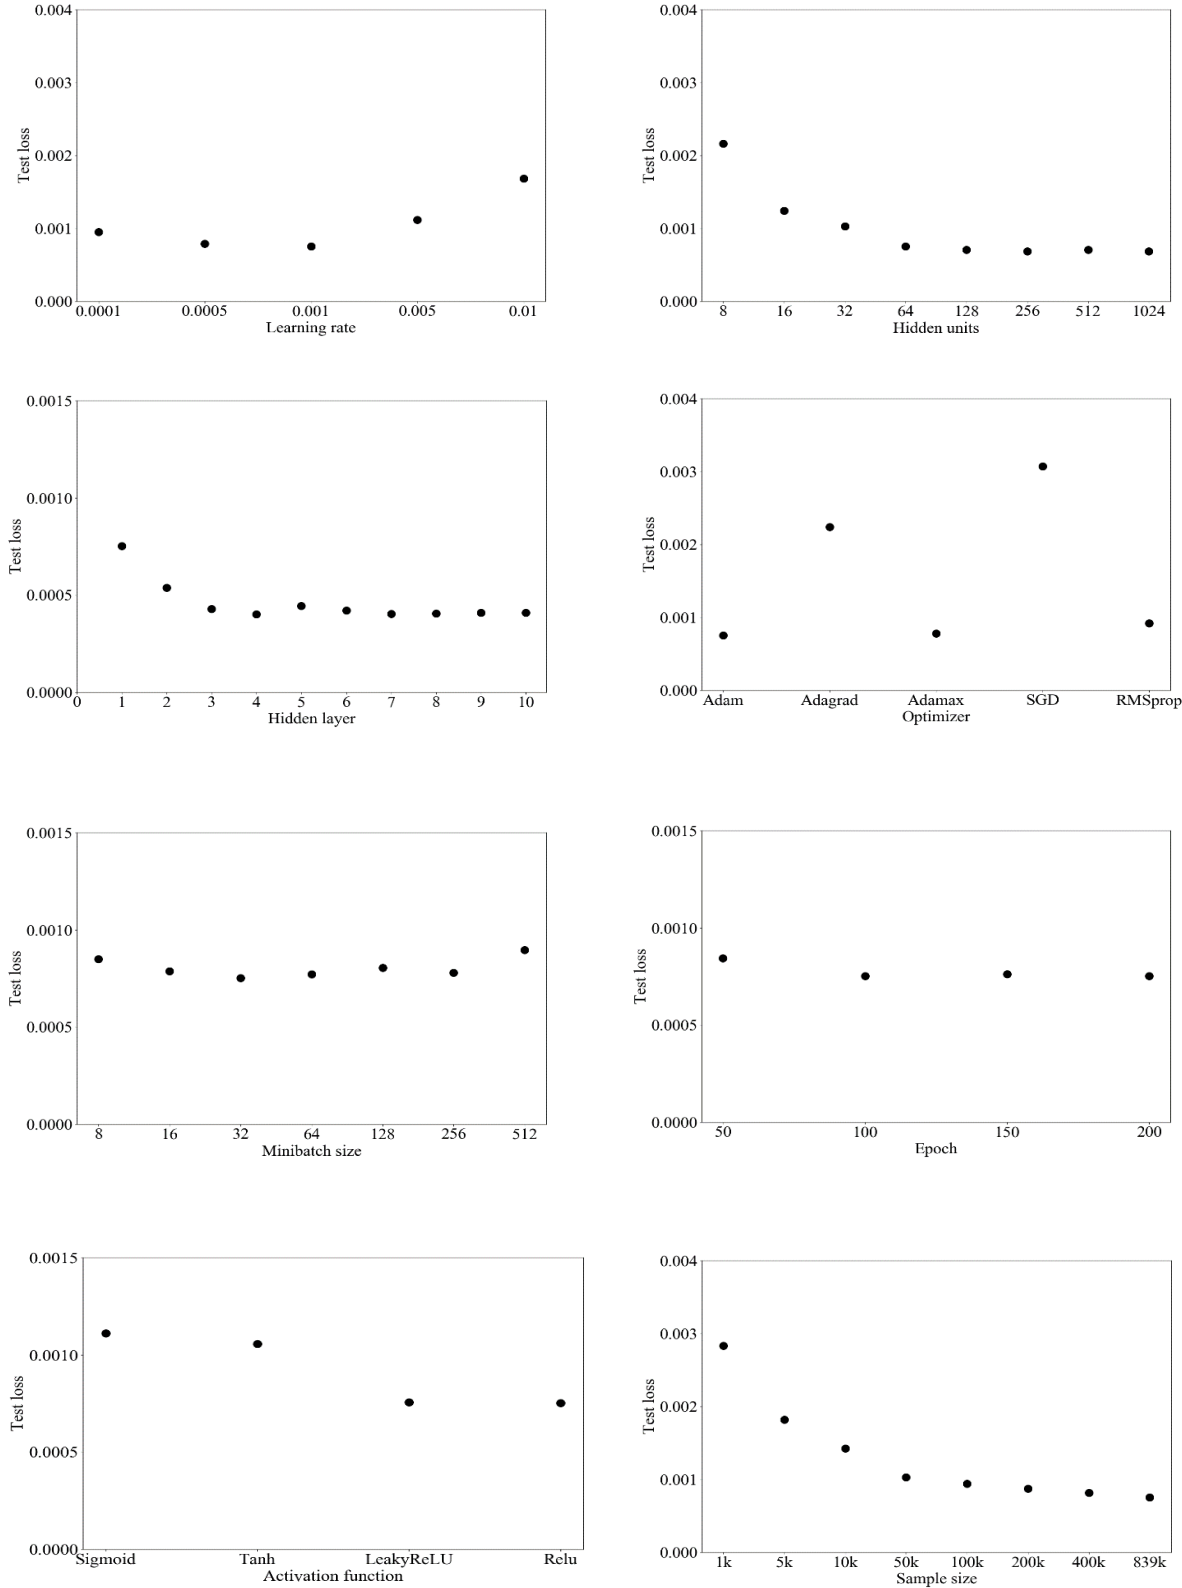 0.004
0.003
0.002
0.001
0.000
Test loss
0.0001 0.0005 0.001 0.005 0.01
Learning rate
0.004
0.003
0.002
0.001
0.000
Test loss
8 16 32 64 128 256 512 1024
Hidden units
0.0015
0.0010
0.0005
0.0000
Test loss
0 1 2 3 4 5 6 7 8 9 10
Hidden layer
0.004
0.003
0.002
0.001
0.000
Test loss
Adam Adagrad Adamax SGD RMSprop
Optimizer
0.0015
0.0010
0.0005
0.0000
Test loss
8 16 32 64 128 256 512
Minibatch size
0.0015
0.0010
0.0005
0.0000
Test loss
50 100 150 200
Epoch
0.0015
0.0010
0.0005
0.0000
Test loss
Sigmoid Tanh LeakyReLU Relu
Activation function
0.004
0.003
0.002
0.001
0.000
Test loss
1k 5k 10k 50k 100k 200k 400k 839k
Sample size